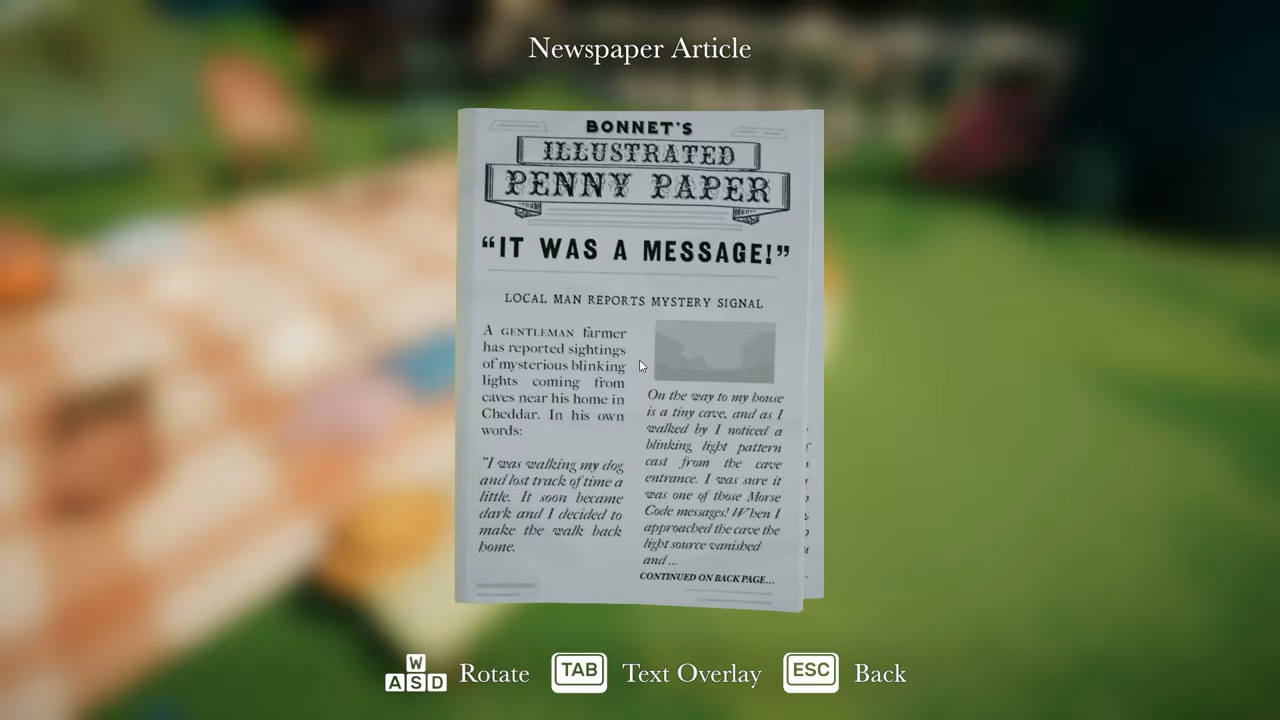 Newspaper Article
BONNET'S
ILLUSTRATED
PENNY PAPER
“IT WAS A MESSAGE!”
LOCAL MAN REPORTS MYSTERY SIGNAL
A GENTLEMAN farmer
has reported sightings
of mysterious blinking
lights coming from
caves near his home in
Cheddar. In his own
words:
"I was walking my dog
and lost track of time a
little. It soon became
dark and I decided to
make the walk back
home.
On the way to my house
is a tiny cave, and as I
walked by I noticed a
blinking light pattern
cast from the cave
entrance. I was sure it
was one of those Morse
Code messages! When I
approached the cave the
light source vanished
and ...
CONTINUED ON BACK PAGE...
W
A S D
Rotate
TAB
Text Overlay
ESC
Back